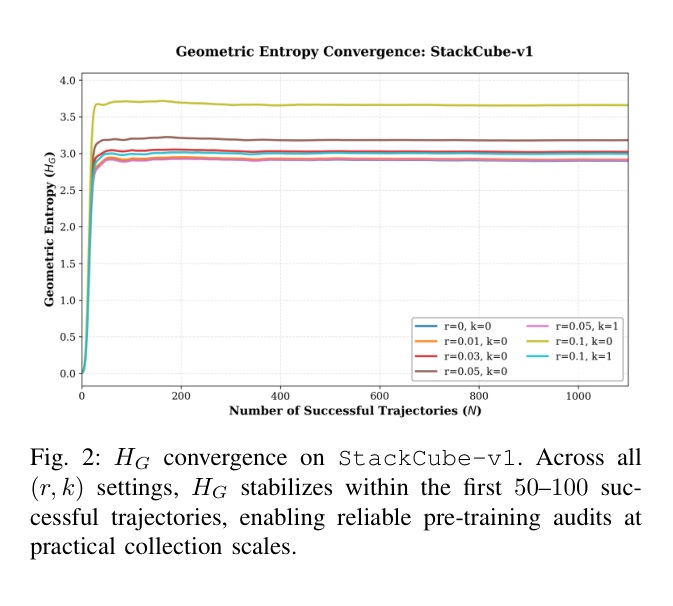 Geometric Entropy Convergence: StackCube-v1
4.0
3.5
3.0
2.5
2.0
1.5
1.0
0.5
0.0
Geometric Entropy (H_G)
0 200 400 600 800 1000
Number of Successful Trajectories (N)
r=0, k=0
r=0.01, k=0
r=0.03, k=0
r=0.05, k=0
r=0.05, k=1
r=0.1, k=0
r=0.1, k=1
Fig. 2: H_G convergence on StackCube-v1. Across all
(r, k) settings, H_G stabilizes within the first 50–100 suc-
cessful trajectories, enabling reliable pre-training audits at
practical collection scales.